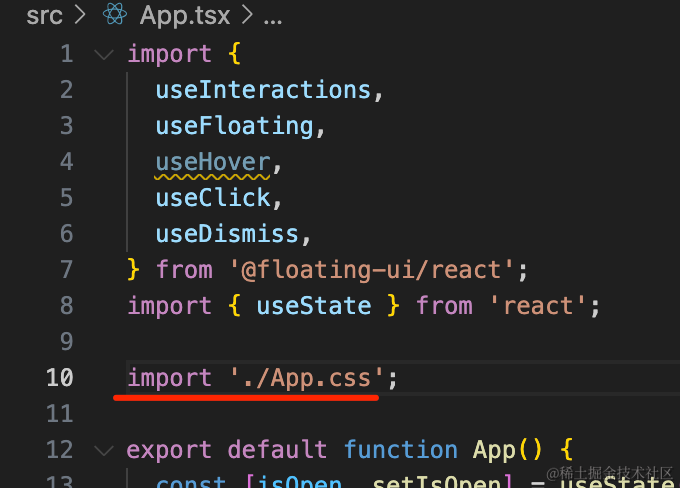 src > App.tsx > ...
1 import {
2 useInteractions,
3 useFloating,
4 useHover,
5 useClick,
6 useDismiss,
7 } from '@floating-ui/react';
8 import { useState } from 'react';
9
10 import './App.css';
11
12 export default function App() {
13 const [isOpen, setIsOpen] = useState
@稀土掘金技术社区